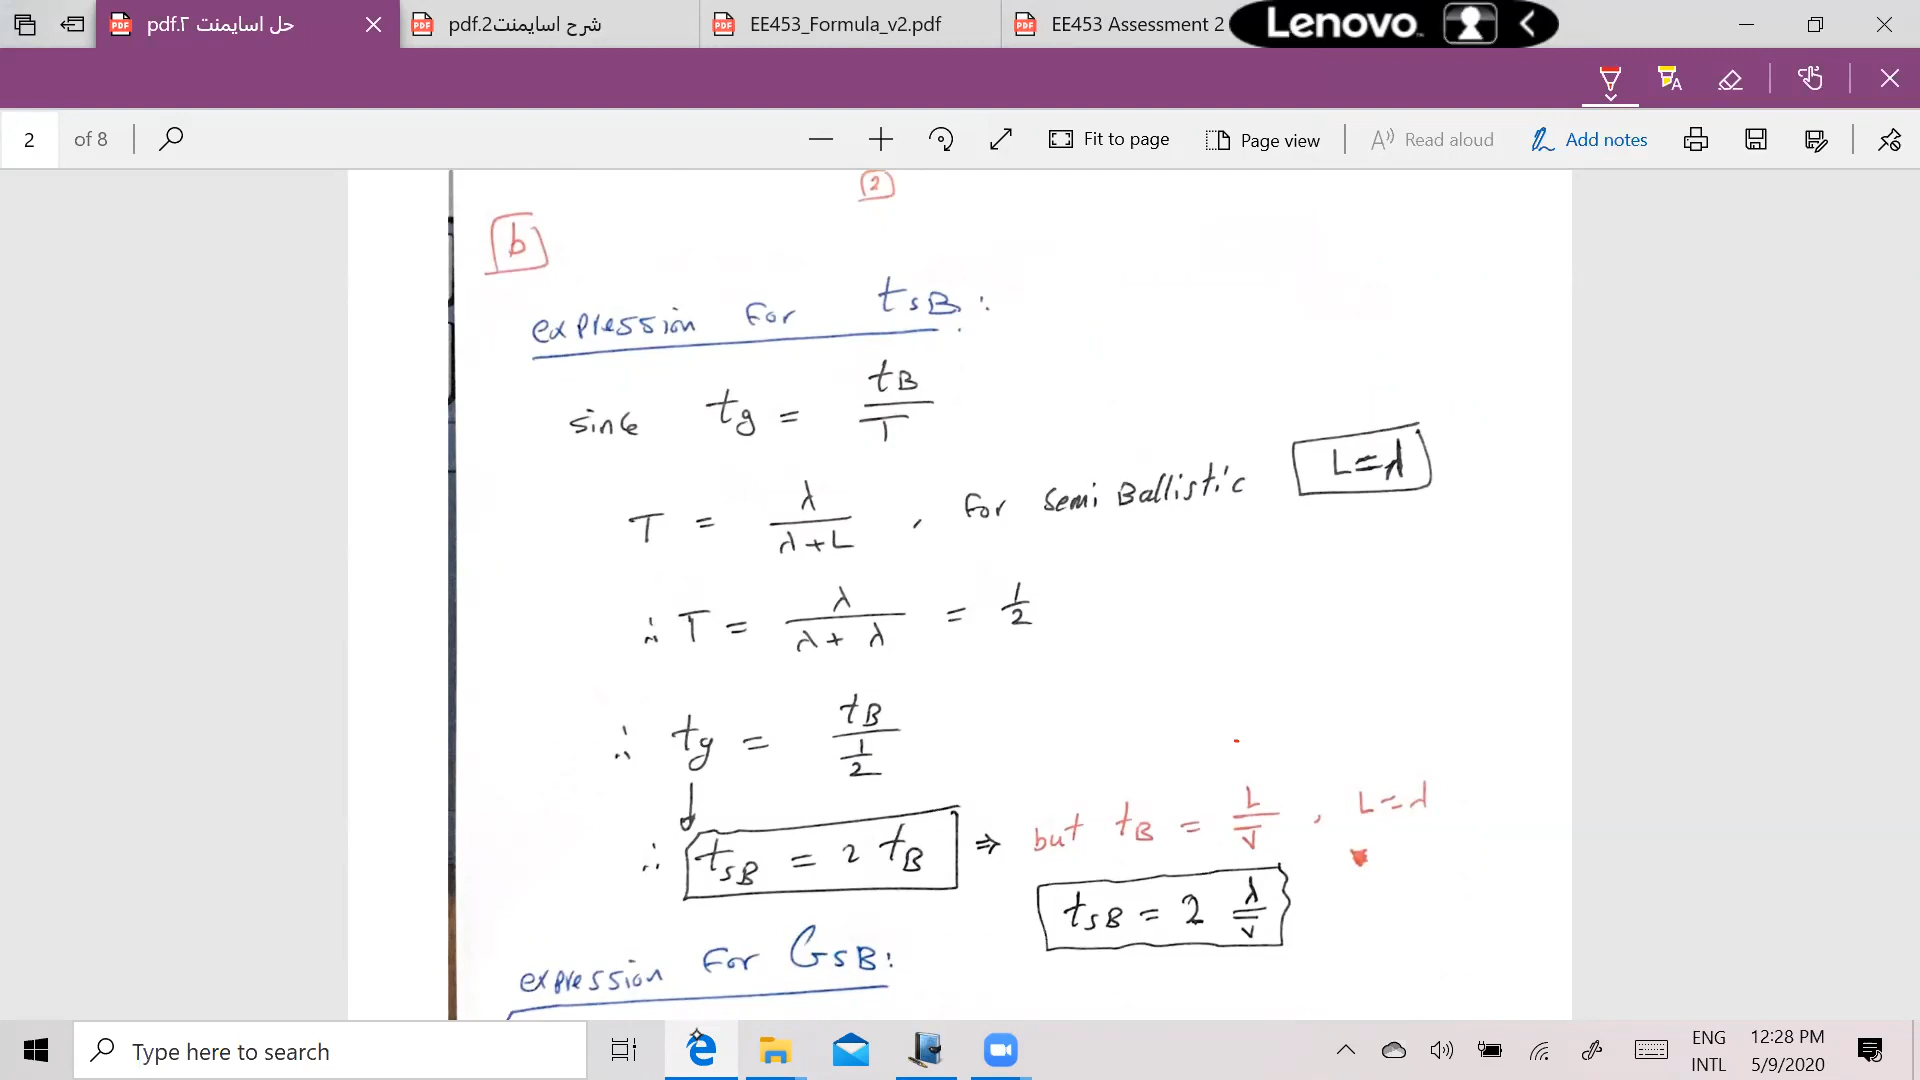 حل اسايمنت ٢.pdf
شرح اسايمنت2.pdf
EE453_Formula_v2.pdf
EE453 Assessment 2
Lenovo
2 of 8
Fit to page
Page view
Read aloud
Add notes
2
b
expression For tSB:
since tg = tB / T
T = λ / (λ + L) , For Semi Ballistic L = λ
∴ T = λ / (λ + λ) = 1/2
∴ tg = tB / (1/2)
∴ tSB = 2 tB ⇒ but tB = L / v , L = λ
tSB = 2 λ / v
expression For GSB:
Type here to search
ENG
INTL
12:28 PM
5/9/2020